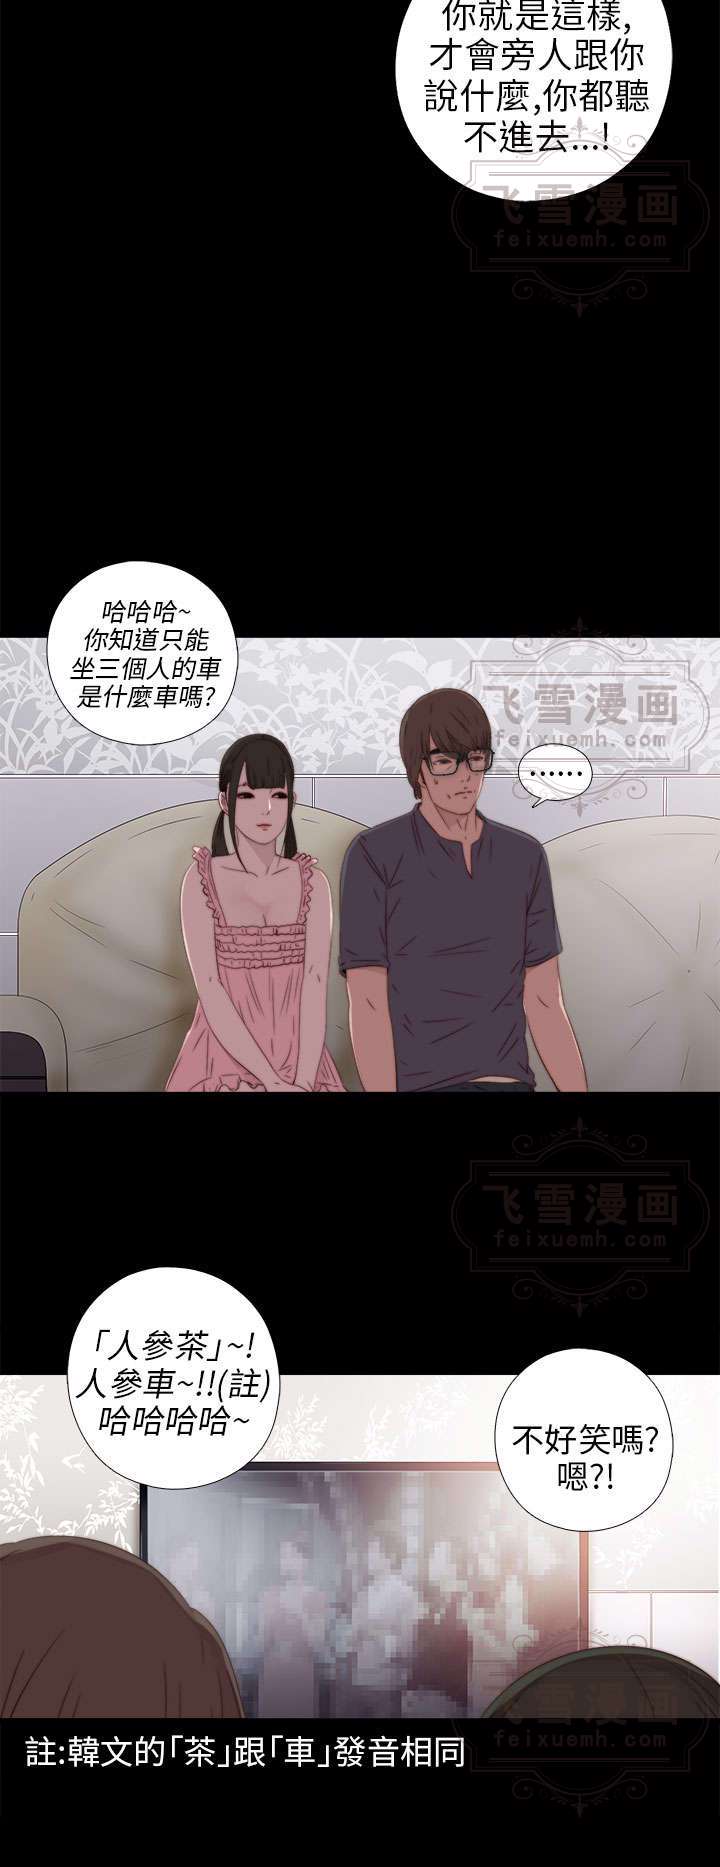 你就是這樣,
才會旁人跟你
說什麼,你都聽
不進去...!
飞雪漫画
feixuemh.com
哈哈哈~
你知道只能
坐三個人的車
是什麼車嗎?
飞雪漫画
feixuemh.com
......
飞雪漫画
feixuemh.com
「人參茶」~!
人參車~!!(註)
哈哈哈哈~
不好笑嗎?
嗯?!
飞雪漫画
feixuemh.com
註:韓文的「茶」跟「車」發音相同